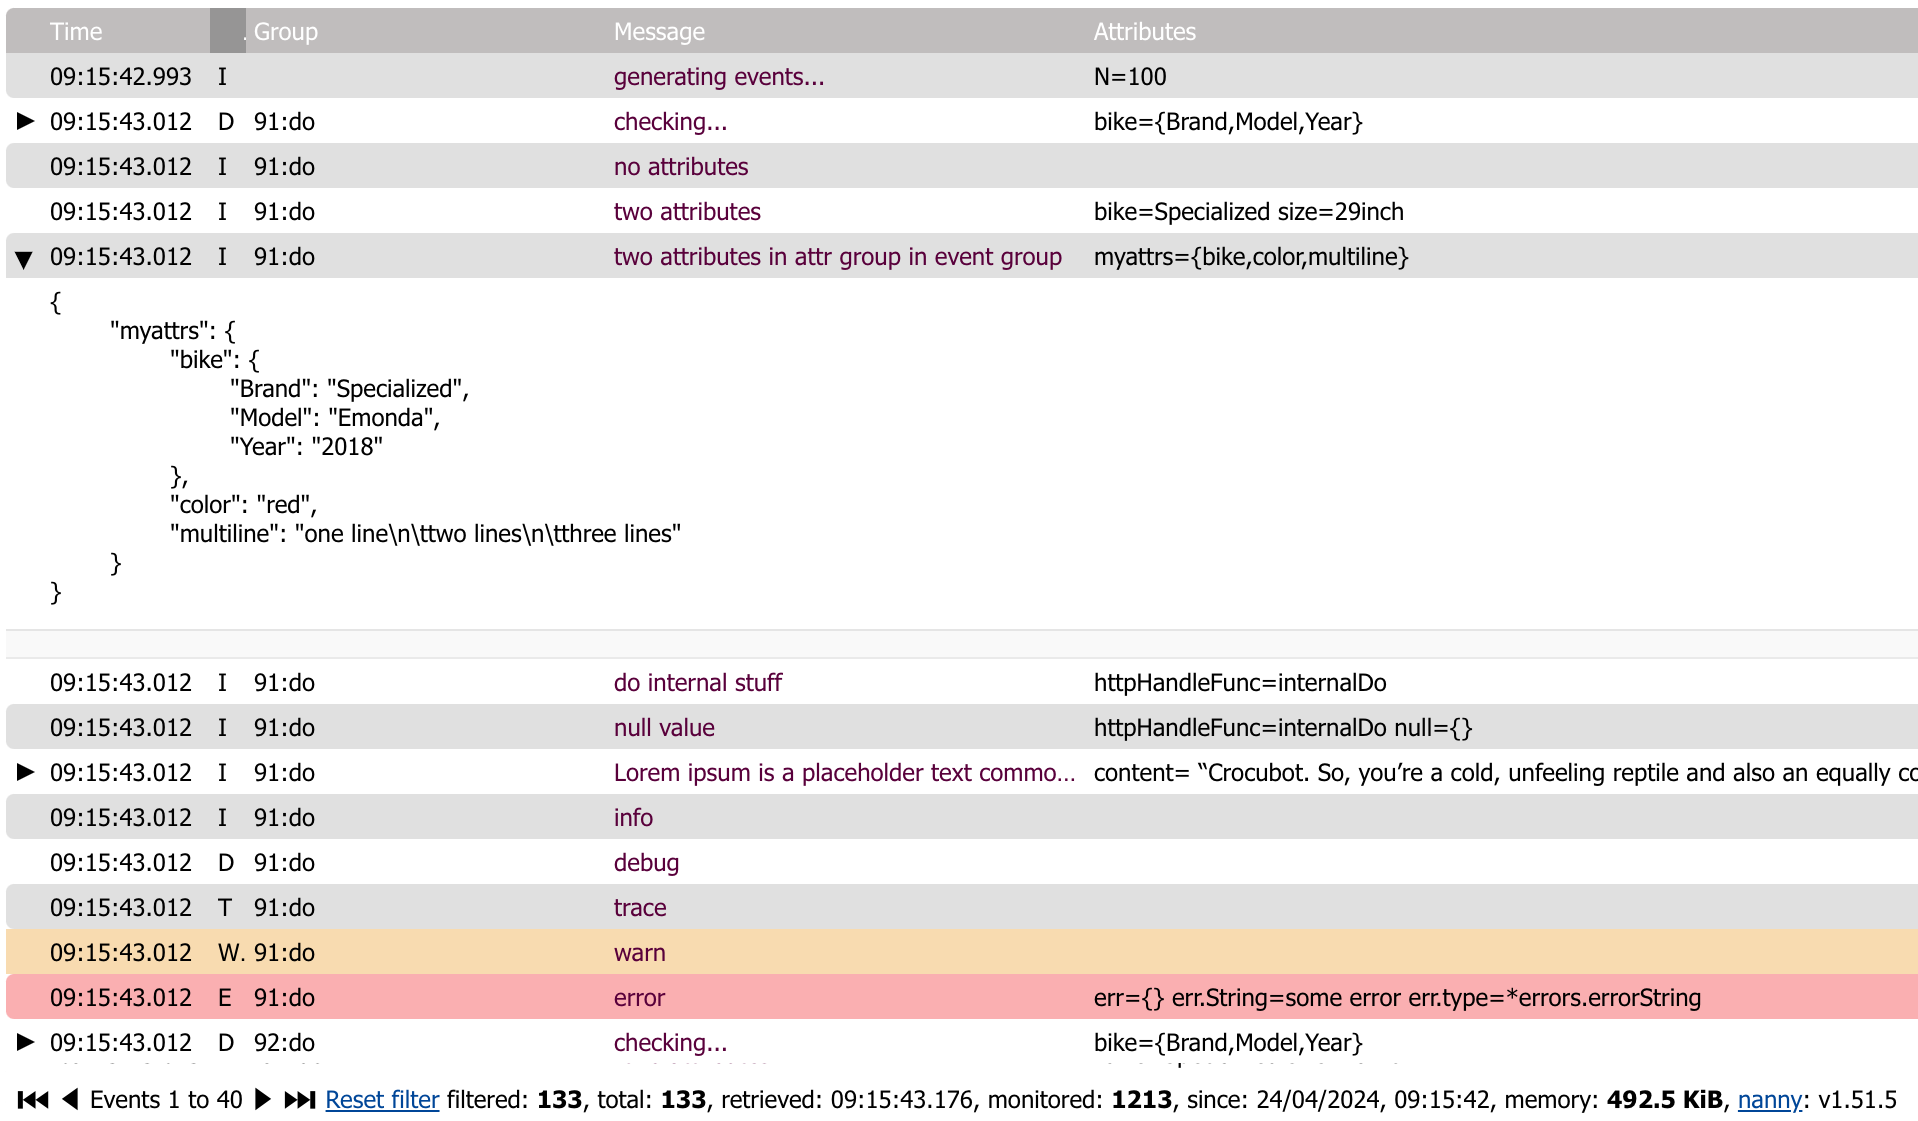 Time . Group Message Attributes
09:15:42.993 I generating events... N=100
▶ 09:15:43.012 D 91:do checking... bike={Brand,Model,Year}
09:15:43.012 I 91:do no attributes
09:15:43.012 I 91:do two attributes bike=Specialized size=29inch
▼ 09:15:43.012 I 91:do two attributes in attr group in event group myattrs={bike,color,multiline}
{
"myattrs": {
"bike": {
"Brand": "Specialized",
"Model": "Emonda",
"Year": "2018"
},
"color": "red",
"multiline": "one line\n\ttwo lines\n\tthree lines"
}
}
09:15:43.012 I 91:do do internal stuff httpHandleFunc=internalDo
09:15:43.012 I 91:do null value httpHandleFunc=internalDo null={}
▶ 09:15:43.012 I 91:do Lorem ipsum is a placeholder text commo... content= “Crocubot. So, you’re a cold, unfeeling reptile and also an equally co
09:15:43.012 I 91:do info
09:15:43.012 D 91:do debug
09:15:43.012 T 91:do trace
09:15:43.012 W. 91:do warn
09:15:43.012 E 91:do error err={} err.String=some error err.type=*errors.errorString
▶ 09:15:43.012 D 92:do checking... bike={Brand,Model,Year}
⏮ ◀ Events 1 to 40 ▶ ⏭ Reset filter filtered: 133, total: 133, retrieved: 09:15:43.176, monitored: 1213, since: 24/04/2024, 09:15:42, memory: 492.5 KiB, nanny: v1.51.5